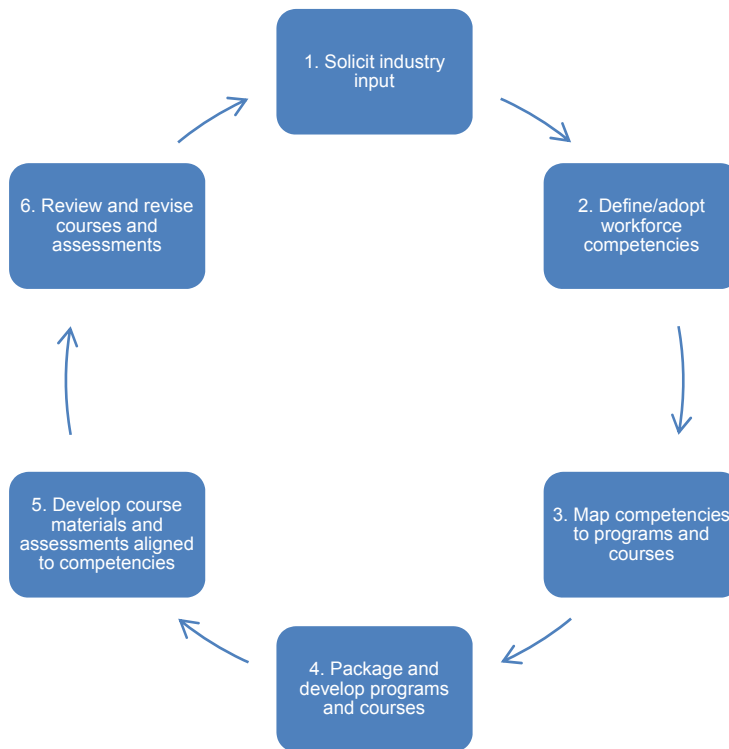 1. Solicit industry
input
2. Define/adopt
workforce
competencies
3. Map competencies
to programs and
courses
4. Package and
develop programs
and courses
5. Develop course
materials and
assessments aligned
to competencies
6. Review and revise
courses and
assessments